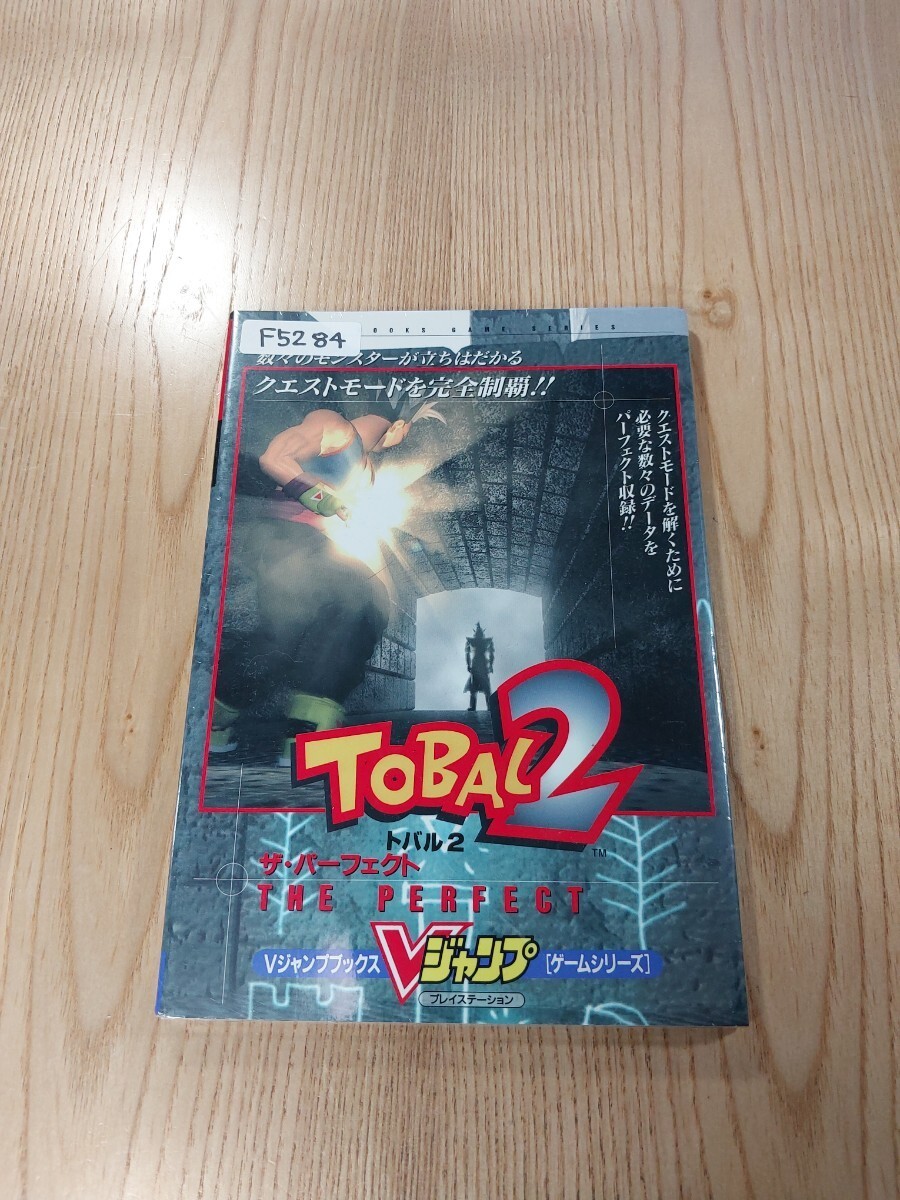 F5284
BOOKS GAME SERIES
数々のモンスターが立ちはだかる
クエストモードを完全制覇!!
クエストモードを解くために
必要な数々のデータを
パーフェクト収録!!
TOBAL2
トバル2
TM
ザ・パーフェクト
THE PERFECT
Vジャンプブックス
Vジャンプ
[ゲームシリーズ]
プレイステーション